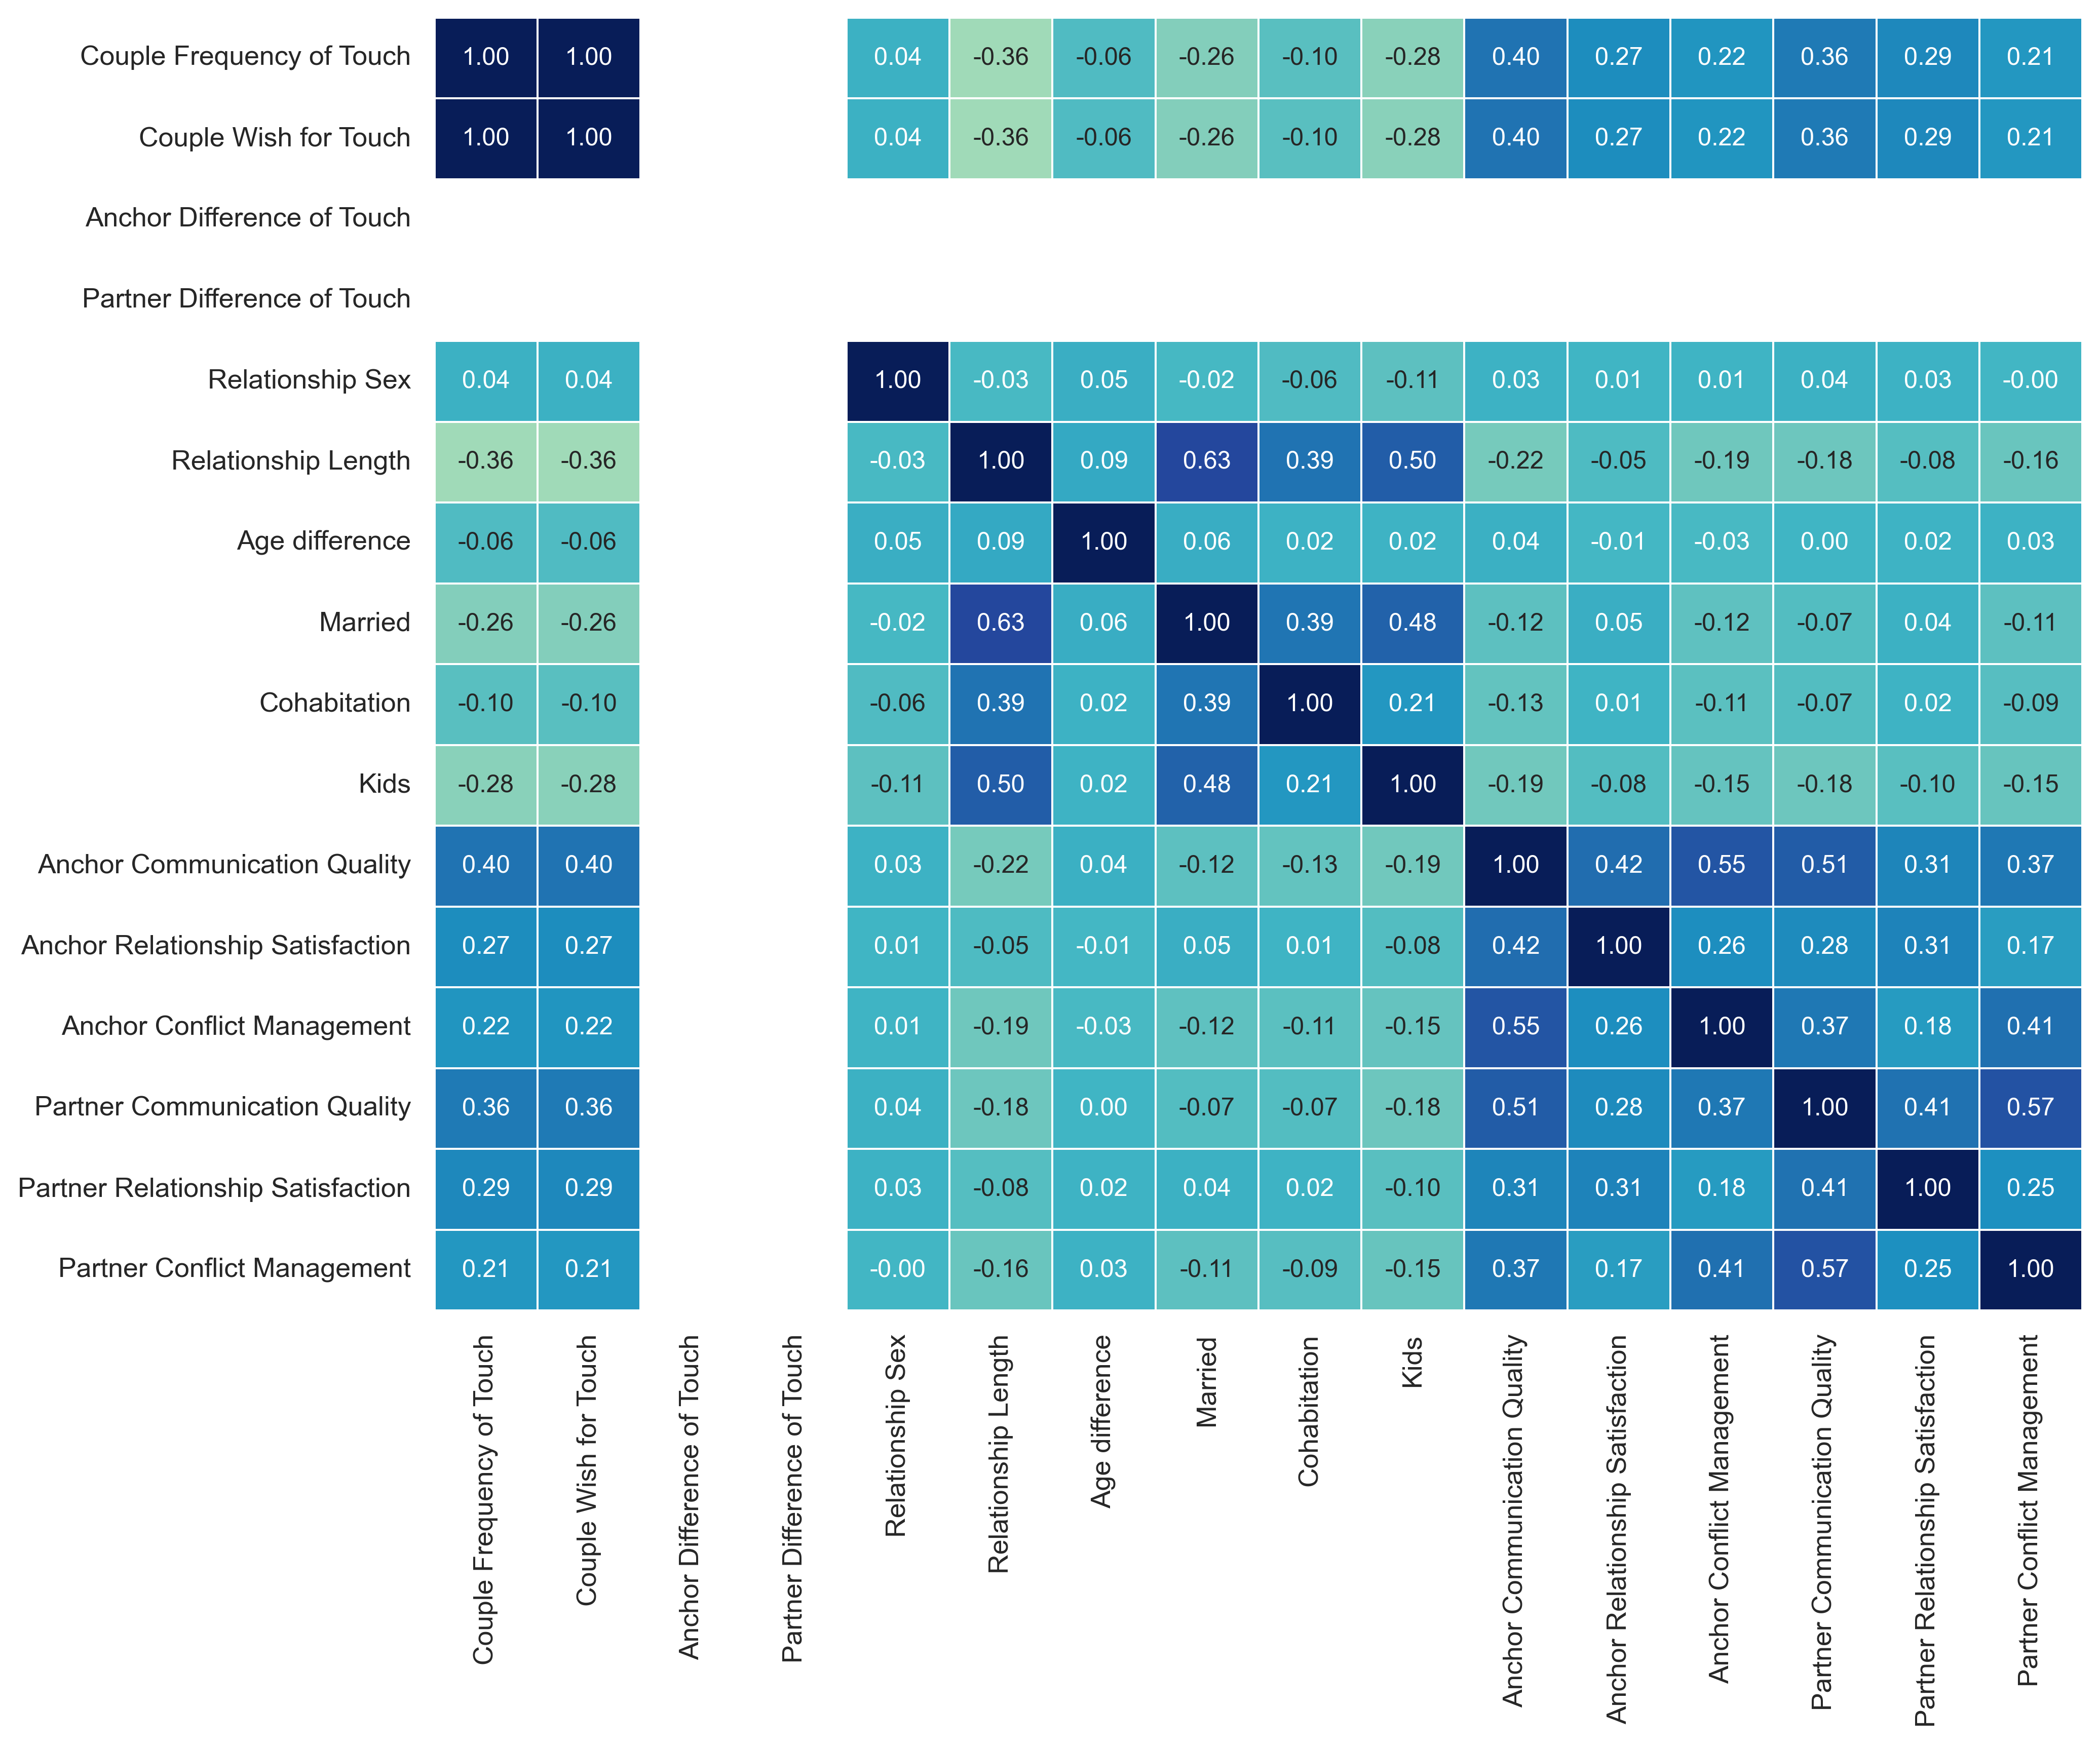 Couple Frequency of Touch 1.00 1.00 0.04 -0.36 -0.06 -0.26 -0.10 -0.28 0.40 0.27 0.22 0.36 0.29 0.21
Couple Wish for Touch 1.00 1.00 0.04 -0.36 -0.06 -0.26 -0.10 -0.28 0.40 0.27 0.22 0.36 0.29 0.21
Anchor Difference of Touch
Partner Difference of Touch
Relationship Sex 0.04 0.04 1.00 -0.03 0.05 -0.02 -0.06 -0.11 0.03 0.01 0.01 0.04 0.03 -0.00
Relationship Length -0.36 -0.36 -0.03 1.00 0.09 0.63 0.39 0.50 -0.22 -0.05 -0.19 -0.18 -0.08 -0.16
Age difference -0.06 -0.06 0.05 0.09 1.00 0.06 0.02 0.02 0.04 -0.01 -0.03 0.00 0.02 0.03
Married -0.26 -0.26 -0.02 0.63 0.06 1.00 0.39 0.48 -0.12 0.05 -0.12 -0.07 0.04 -0.11
Cohabitation -0.10 -0.10 -0.06 0.39 0.02 0.39 1.00 0.21 -0.13 0.01 -0.11 -0.07 0.02 -0.09
Kids -0.28 -0.28 -0.11 0.50 0.02 0.48 0.21 1.00 -0.19 -0.08 -0.15 -0.18 -0.10 -0.15
Anchor Communication Quality 0.40 0.40 0.03 -0.22 0.04 -0.12 -0.13 -0.19 1.00 0.42 0.55 0.51 0.31 0.37
Anchor Relationship Satisfaction 0.27 0.27 0.01 -0.05 -0.01 0.05 0.01 -0.08 0.42 1.00 0.26 0.28 0.31 0.17
Anchor Conflict Management 0.22 0.22 0.01 -0.19 -0.03 -0.12 -0.11 -0.15 0.55 0.26 1.00 0.37 0.18 0.41
Partner Communication Quality 0.36 0.36 0.04 -0.18 0.00 -0.07 -0.07 -0.18 0.51 0.28 0.37 1.00 0.41 0.57
Partner Relationship Satisfaction 0.29 0.29 0.03 -0.08 0.02 0.04 0.02 -0.10 0.31 0.31 0.18 0.41 1.00 0.25
Partner Conflict Management 0.21 0.21 -0.00 -0.16 0.03 -0.11 -0.09 -0.15 0.37 0.17 0.41 0.57 0.25 1.00
Couple Frequency of Touch
Couple Wish for Touch
Anchor Difference of Touch
Partner Difference of Touch
Relationship Sex
Relationship Length
Age difference
Married
Cohabitation
Kids
Anchor Communication Quality
Anchor Relationship Satisfaction
Anchor Conflict Management
Partner Communication Quality
Partner Relationship Satisfaction
Partner Conflict Management